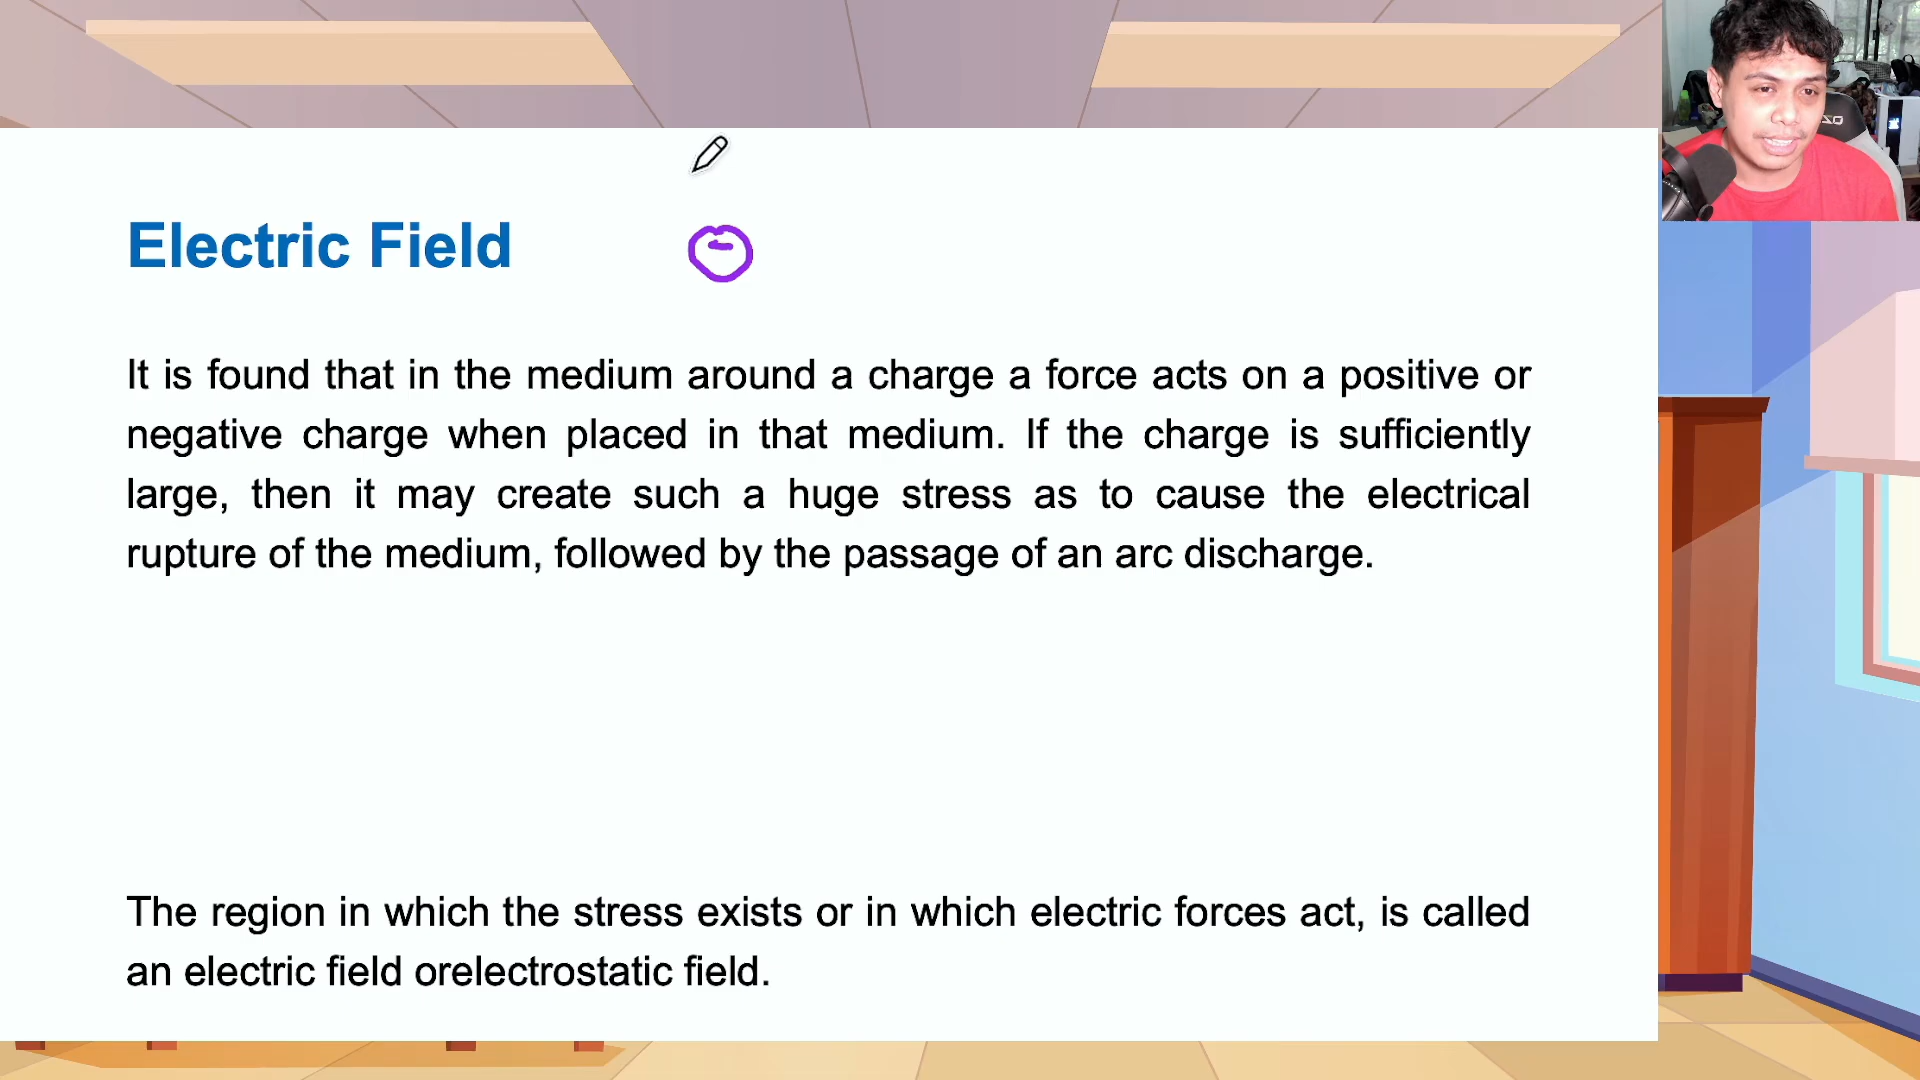 Electric Field
It is found that in the medium around a charge a force acts on a positive or
negative charge when placed in that medium. If the charge is sufficiently
large, then it may create such a huge stress as to cause the electrical
rupture of the medium, followed by the passage of an arc discharge.
The region in which the stress exists or in which electric forces act, is called
an electric field orelectrostatic field.